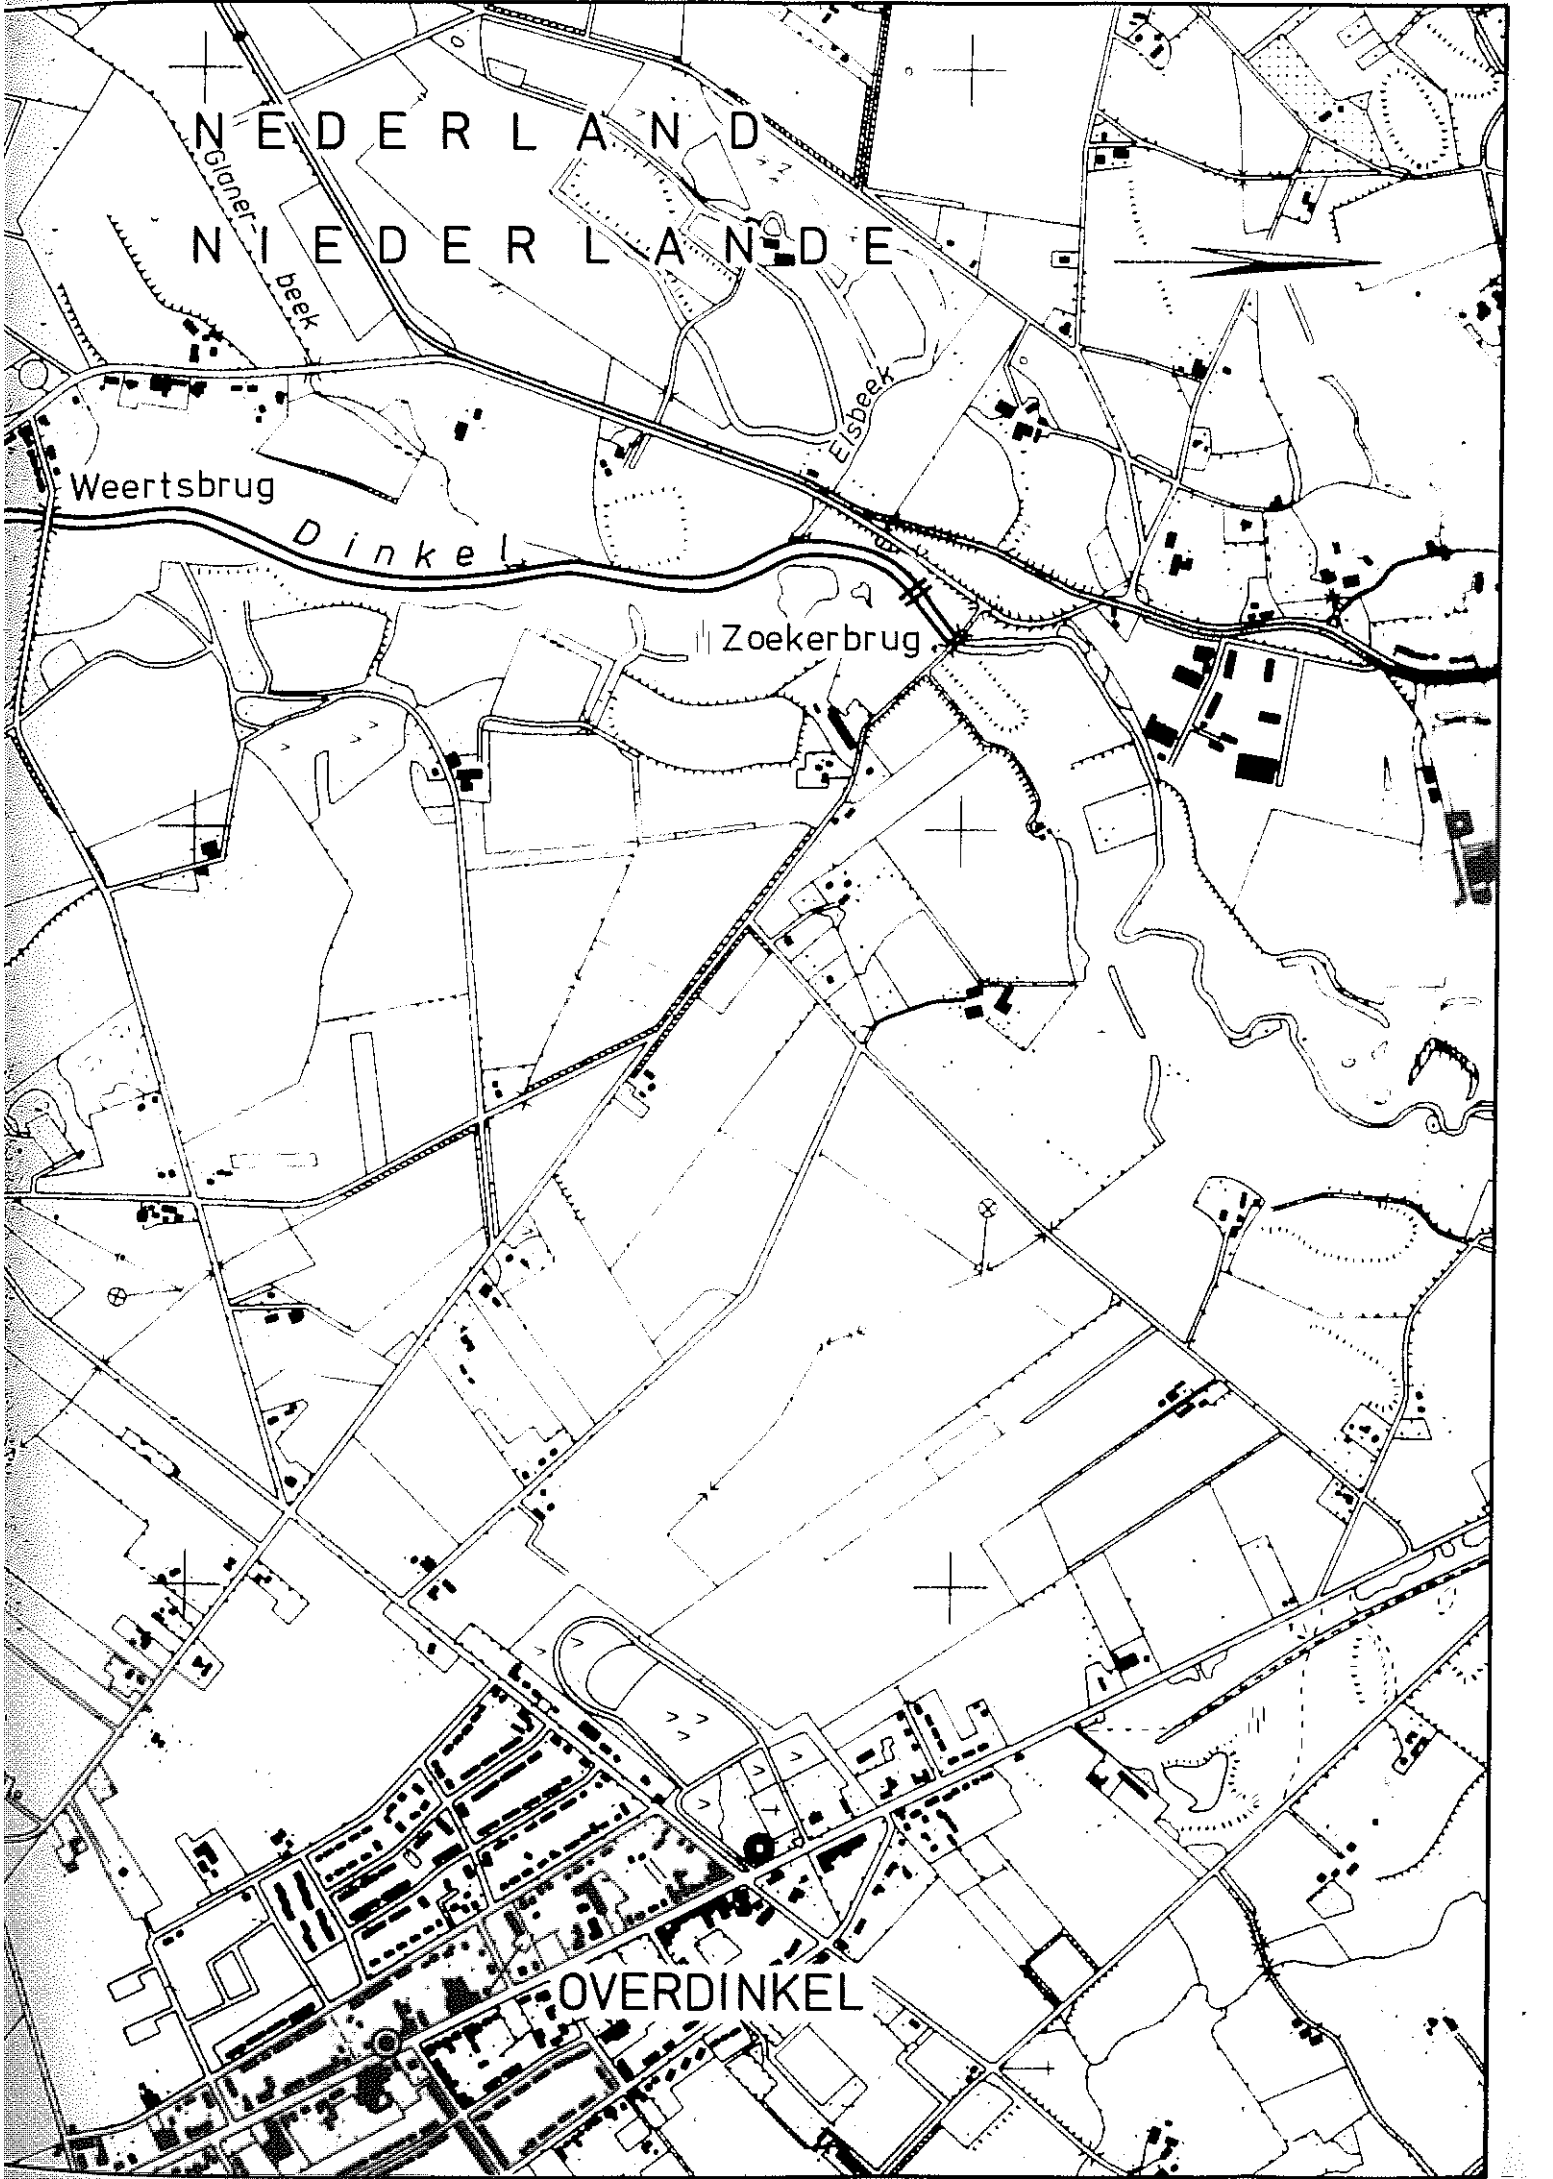 NEDERLAND
Glaner-
beek
NIEDERLANDE
Elsbeek
Weertsbrug
Dinkel
Zoekerbrug
OVERDINKEL